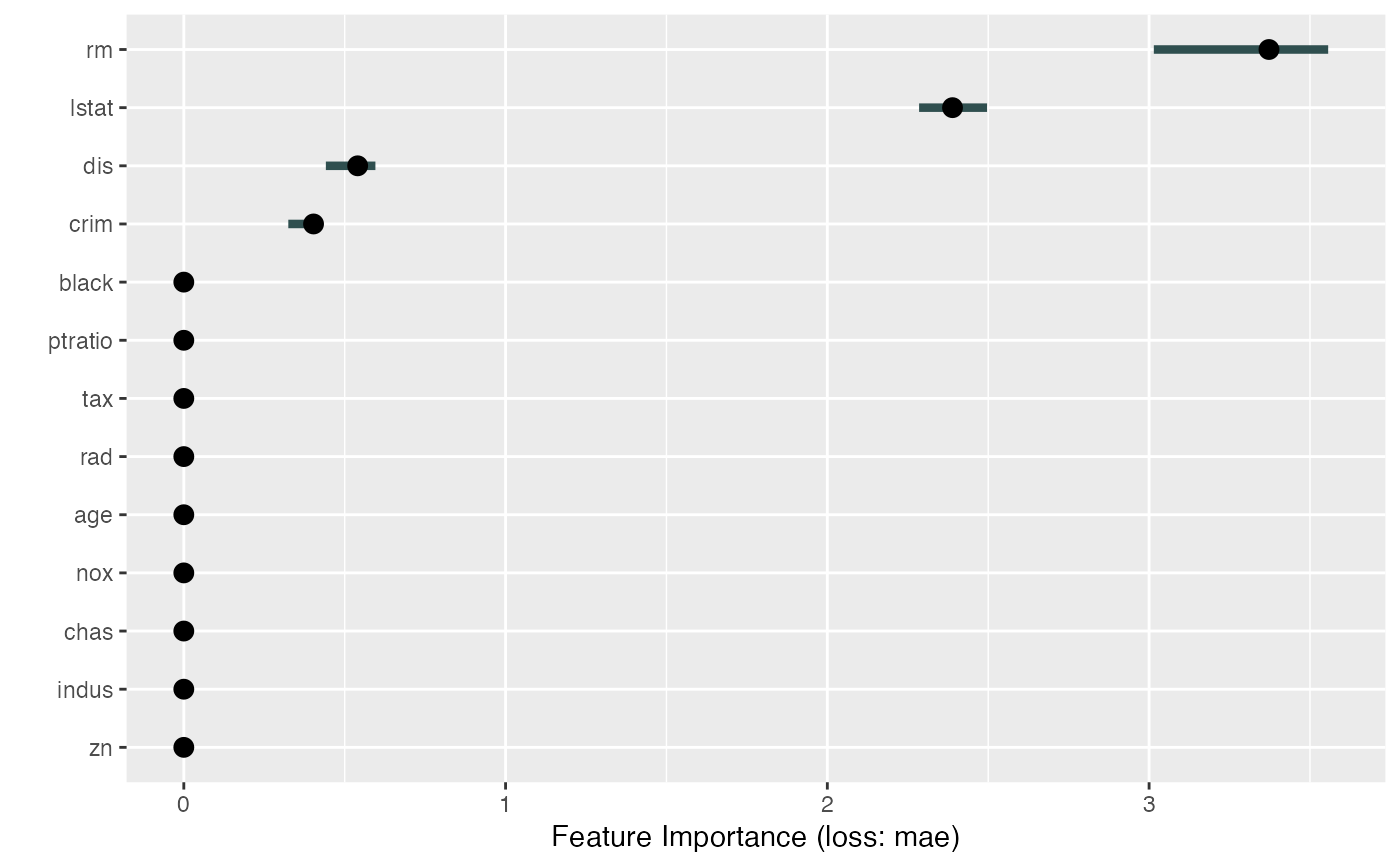 rm
lstat
dis
crim
black
ptratio
tax
rad
age
nox
chas
indus
zn
0 1 2 3
Feature Importance (loss: mae)